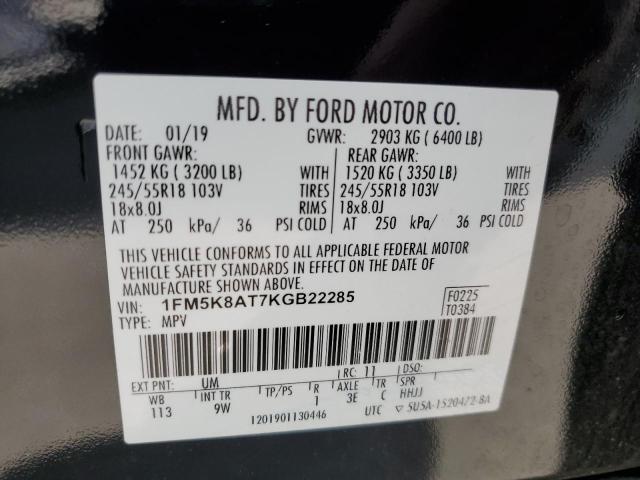 MFD. BY FORD MOTOR CO.
DATE: 01/19 GVWR: 2903 KG ( 6400 LB)
FRONT GAWR: REAR GAWR:
1452 KG ( 3200 LB) WITH 1520 KG ( 3350 LB) WITH
245/55R18 103V TIRES 245/55R18 103V TIRES
18x8.0J RIMS 18x8.0J RIMS
AT 250 kPa/ 36 PSI COLD AT 250 kPa/ 36 PSI COLD
THIS VEHICLE CONFORMS TO ALL APPLICABLE FEDERAL MOTOR
VEHICLE SAFETY STANDARDS IN EFFECT ON THE DATE OF
MANUFACTURE SHOWN ABOVE.
VIN: 1FM5K8AT7KGB22285 F0225
TYPE: MPV T0384
EXT PNT: UM RC: 11 DSO:
WB INT TR TP/PS R AXLE TR SPR
113 9W 1 3E C HHJJ
1201901130446 UTC ▽ 5U5A-1520472-BA